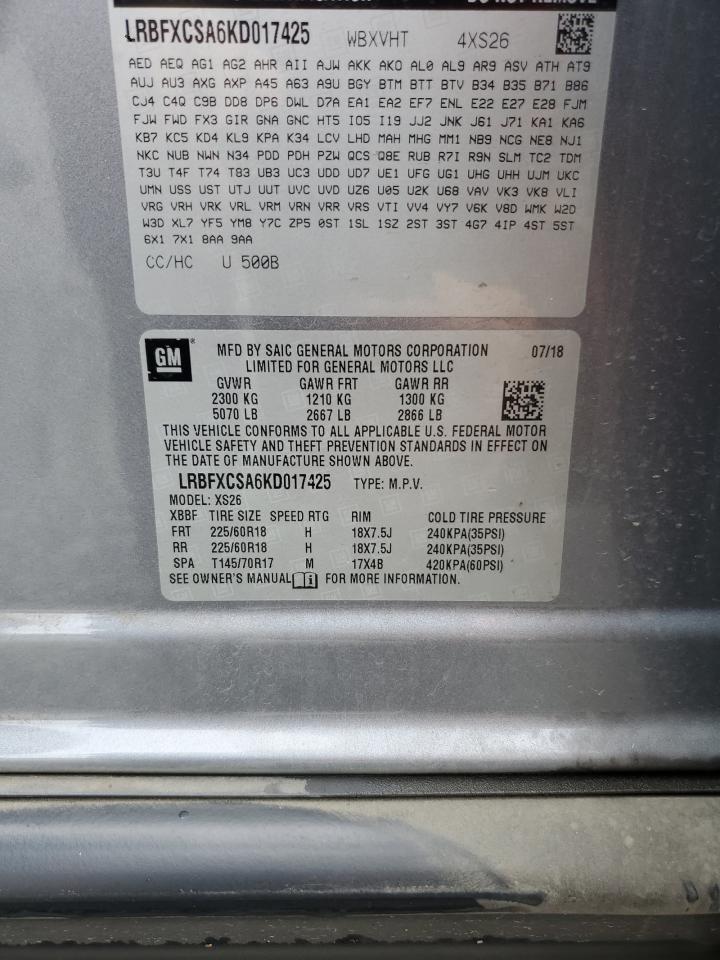 DO NOT REMOVE
LRBFXCSA6KD017425 WBXVHT 4XS26
AED AEQ AG1 AG2 AHR AII AJW AKK AKO AL0 AL9 AR9 ASV ATH AT9
AUJ AU3 AXG AXP A45 A63 A9U BGY BTM BTT BTV B34 B35 B71 B86
CJ4 C4Q C9B DD8 DP6 DWL D7A EA1 EA2 EF7 ENL E22 E27 E28 FJM
FJW FWD FX3 GIR GNA GNC HT5 IO5 I19 JJ2 JNK J61 J71 KA1 KA6
KB7 KC5 KD4 KL9 KPA K34 LCV LHD MAH MHG MM1 NB9 NCG NE8 NJ1
NKC NUB NWN N34 PDD PDH PZW QCS Q8E RUB R7I R9N SLM TC2 TDM
T3U T4F T74 T83 UB3 UC3 UDD UD7 UE1 UFG UG1 UHG UHH UJM UKC
UMN USS UST UTJ UUT UVC UVD UZ6 U05 U2K U68 VAV VK3 VK8 VLI
VRG VRH VRK VRL VRM VRN VRR VRS VTI VV4 VY7 V6K V8D WMK W2D
W3D XL7 YF5 YM8 Y7C ZP5 0ST 1SL 1SZ 2ST 3ST 4G7 4IP 4ST 5ST
6X1 7X1 8AA 9AA
CC/HC U 500B
GM
MFD BY SAIC GENERAL MOTORS CORPORATION 07/18
LIMITED FOR GENERAL MOTORS LLC
GVWR GAWR FRT GAWR RR
2300 KG 1210 KG 1300 KG
5070 LB 2667 LB 2866 LB
THIS VEHICLE CONFORMS TO ALL APPLICABLE U.S. FEDERAL MOTOR
VEHICLE SAFETY AND THEFT PREVENTION STANDARDS IN EFFECT ON
THE DATE OF MANUFACTURE SHOWN ABOVE.
LRBFXCSA6KD017425 TYPE: M.P.V.
MODEL: XS26
XBBF TIRE SIZE SPEED RTG RIM COLD TIRE PRESSURE
FRT 225/60R18 H 18X7.5J 240KPA(35PSI)
RR 225/60R18 H 18X7.5J 240KPA(35PSI)
SPA T145/70R17 M 17X4B 420KPA(60PSI)
SEE OWNER'S MANUAL FOR MORE INFORMATION.